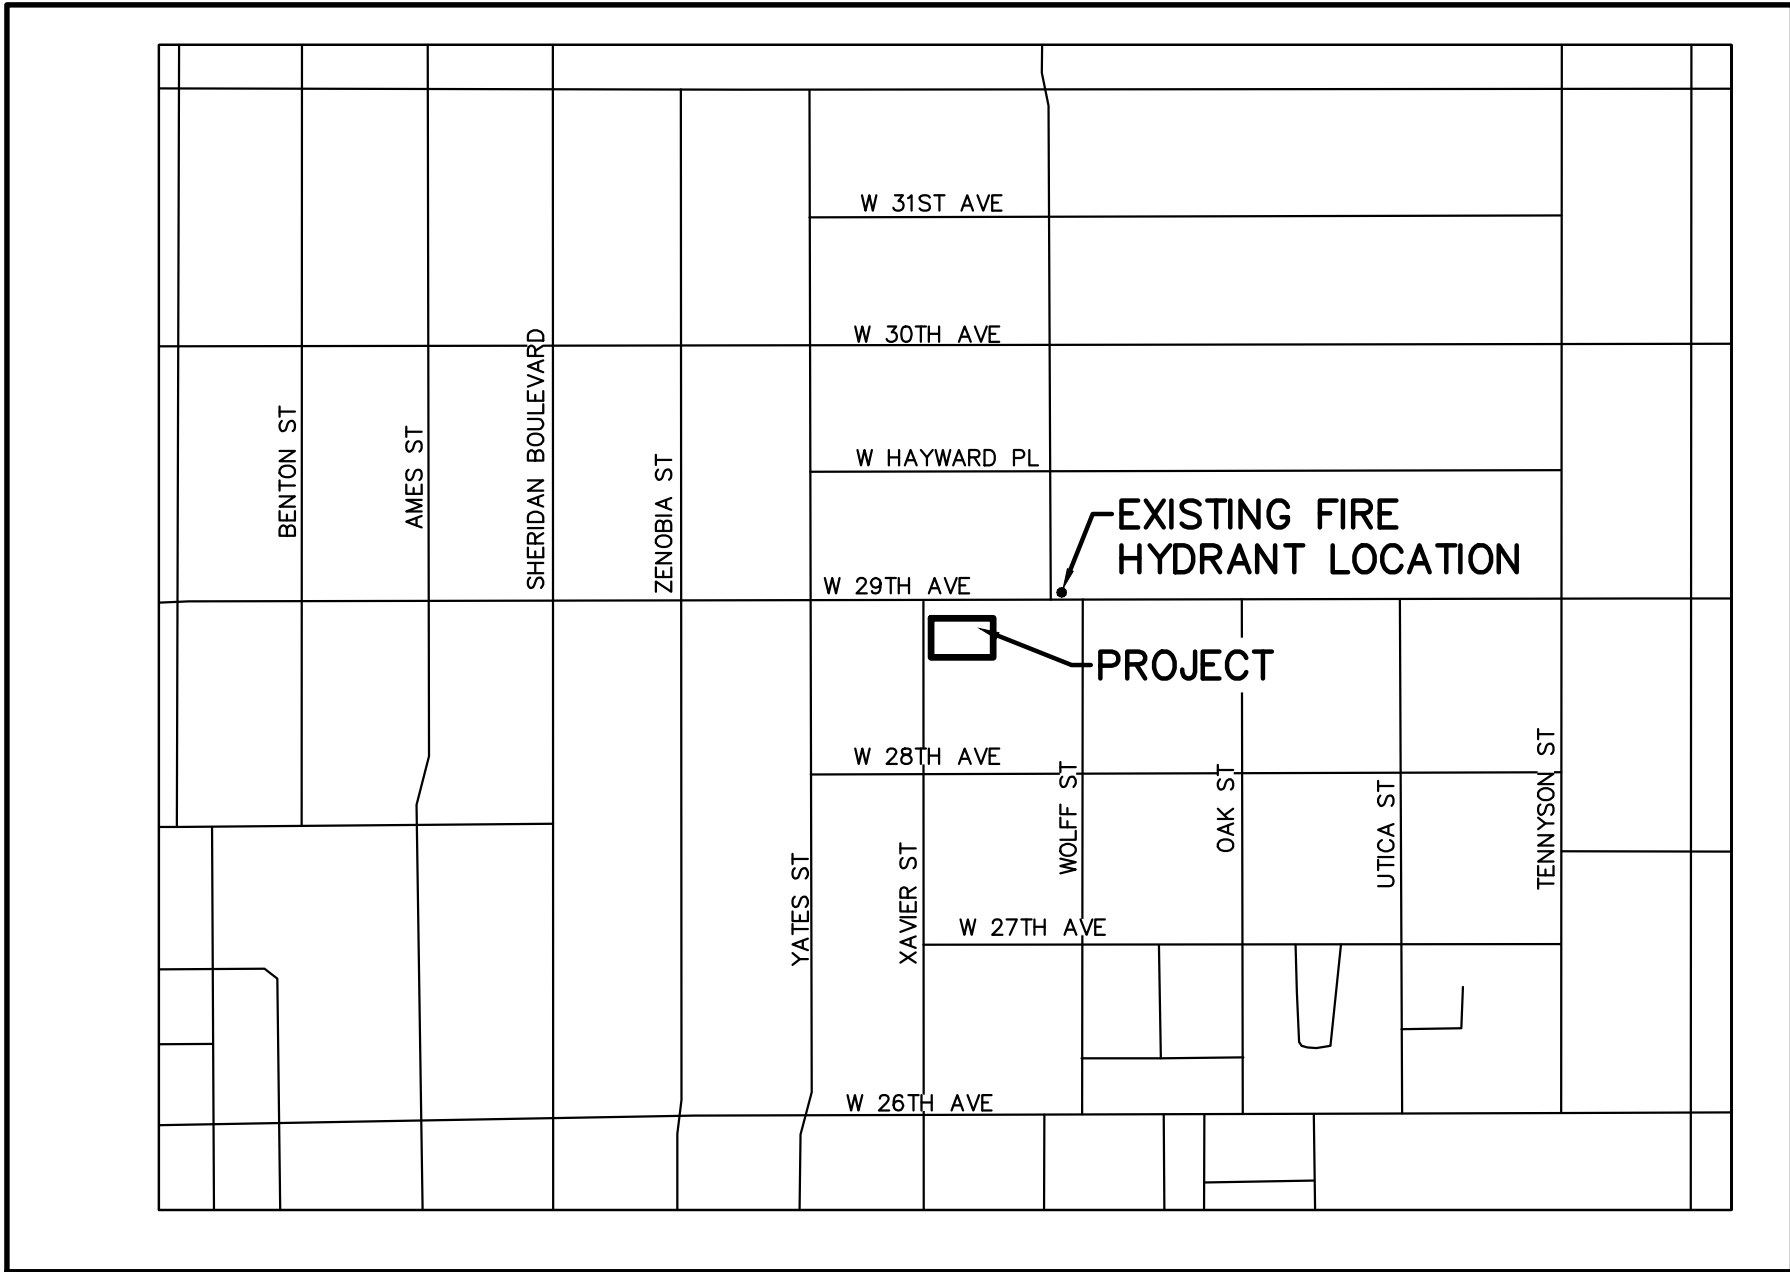 W 31ST AVE
W 30TH AVE
SHERIDAN BOULEVARD
BENTON ST
AMES ST
ZENOBIA ST
W HAYWARD PL
EXISTING FIRE
HYDRANT LOCATION
W 29TH AVE
PROJECT
W 28TH AVE
WOLFF ST
OAK ST
UTICA ST
TENNYSON ST
YATES ST
XAVIER ST
W 27TH AVE
W 26TH AVE